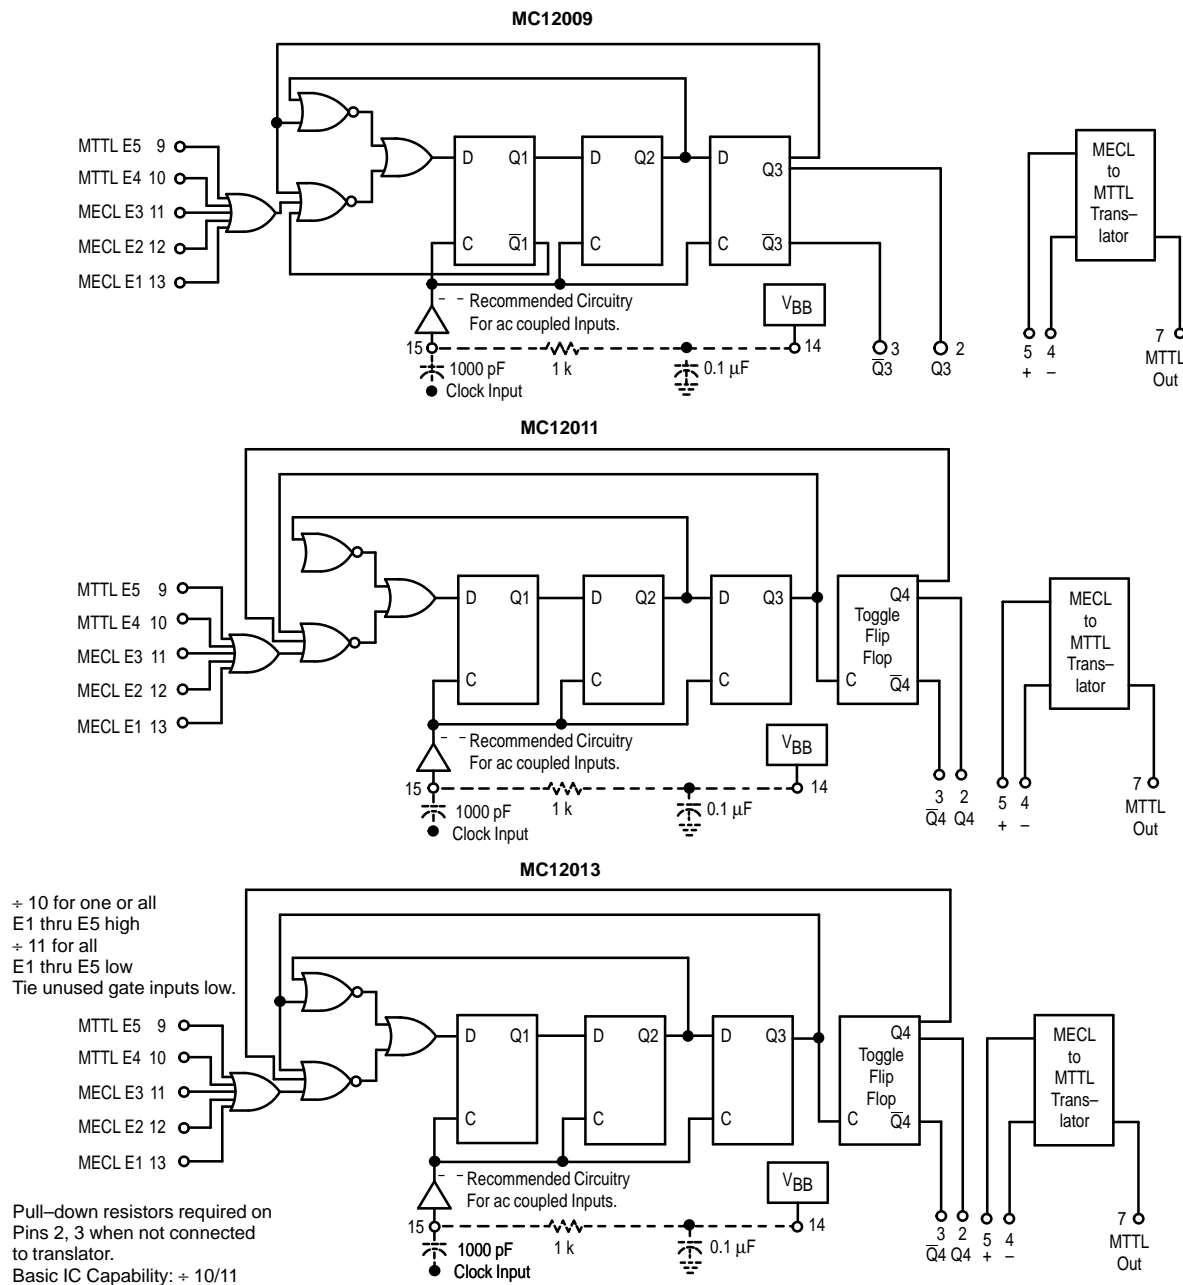 MC12009
MTTL E5 9
MTTL E4 10
MECL E3 11
MECL E2 12
MECL E1 13
D Q1
C Q̅1
D Q2
C
D
Q3
C Q̅3
Recommended Circuitry
For ac coupled Inputs.
VBB
15
14
1000 pF
1 k
0.1 µF
Clock Input
3
Q̅3
2
Q3
MECL
to
MTTL
Trans–
lator
5
+
4
–
7
MTTL
Out
MC12011
MTTL E5 9
MTTL E4 10
MECL E3 11
MECL E2 12
MECL E1 13
D Q1
C
D Q2
C
D Q3
C
Q4
Toggle
Flip
Flop
C Q̅4
Recommended Circuitry
For ac coupled Inputs.
VBB
15
14
1000 pF
1 k
0.1 µF
Clock Input
3
Q̅4
2
Q4
MECL
to
MTTL
Trans–
lator
5
+
4
–
7
MTTL
Out
MC12013
÷ 10 for one or all
E1 thru E5 high
÷ 11 for all
E1 thru E5 low
Tie unused gate inputs low.
MTTL E5 9
MTTL E4 10
MECL E3 11
MECL E2 12
MECL E1 13
D Q1
C
D Q2
C
D Q3
C
Q4
Toggle
Flip
Flop
C Q̅4
Recommended Circuitry
For ac coupled Inputs.
VBB
15
14
1000 pF
1 k
0.1 µF
Clock Input
3
Q̅4
2
Q4
MECL
to
MTTL
Trans–
lator
5
+
4
–
7
MTTL
Out
Pull–down resistors required on
Pins 2, 3 when not connected
to translator.
Basic IC Capability: ÷ 10/11